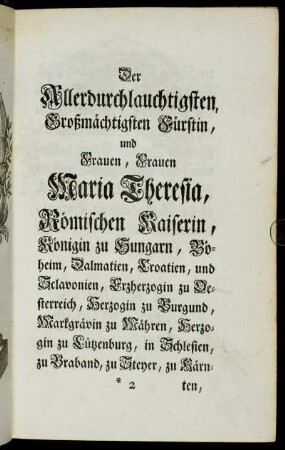 Der
Allerdurchlauchtigsten,
Großmächtigsten Fürstin,
und
Frauen, Frauen
Maria Theresia,
Römischen Kaiserin,
Königin zu Hungarn, Bö-
heim, Dalmatien, Croatien, und
Sclavonien, Erzherzogin zu Oe-
sterreich, Herzogin zu Burgund,
Markgrävin zu Mähren, Herzo-
gin zu Lützenburg, in Schlesien,
zu Braband, zu Steyer, zu Kärn-
* 2 ten,